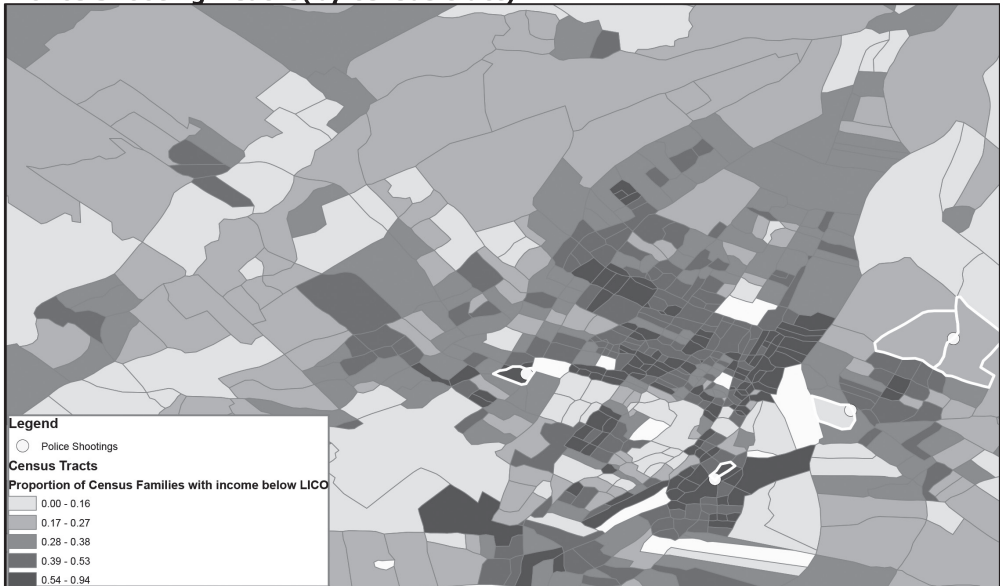 Legend
Police Shootings
Census Tracts
Proportion of Census Families with income below LICO
0.00 - 0.16
0.17 - 0.27
0.28 - 0.38
0.39 - 0.53
0.54 - 0.94